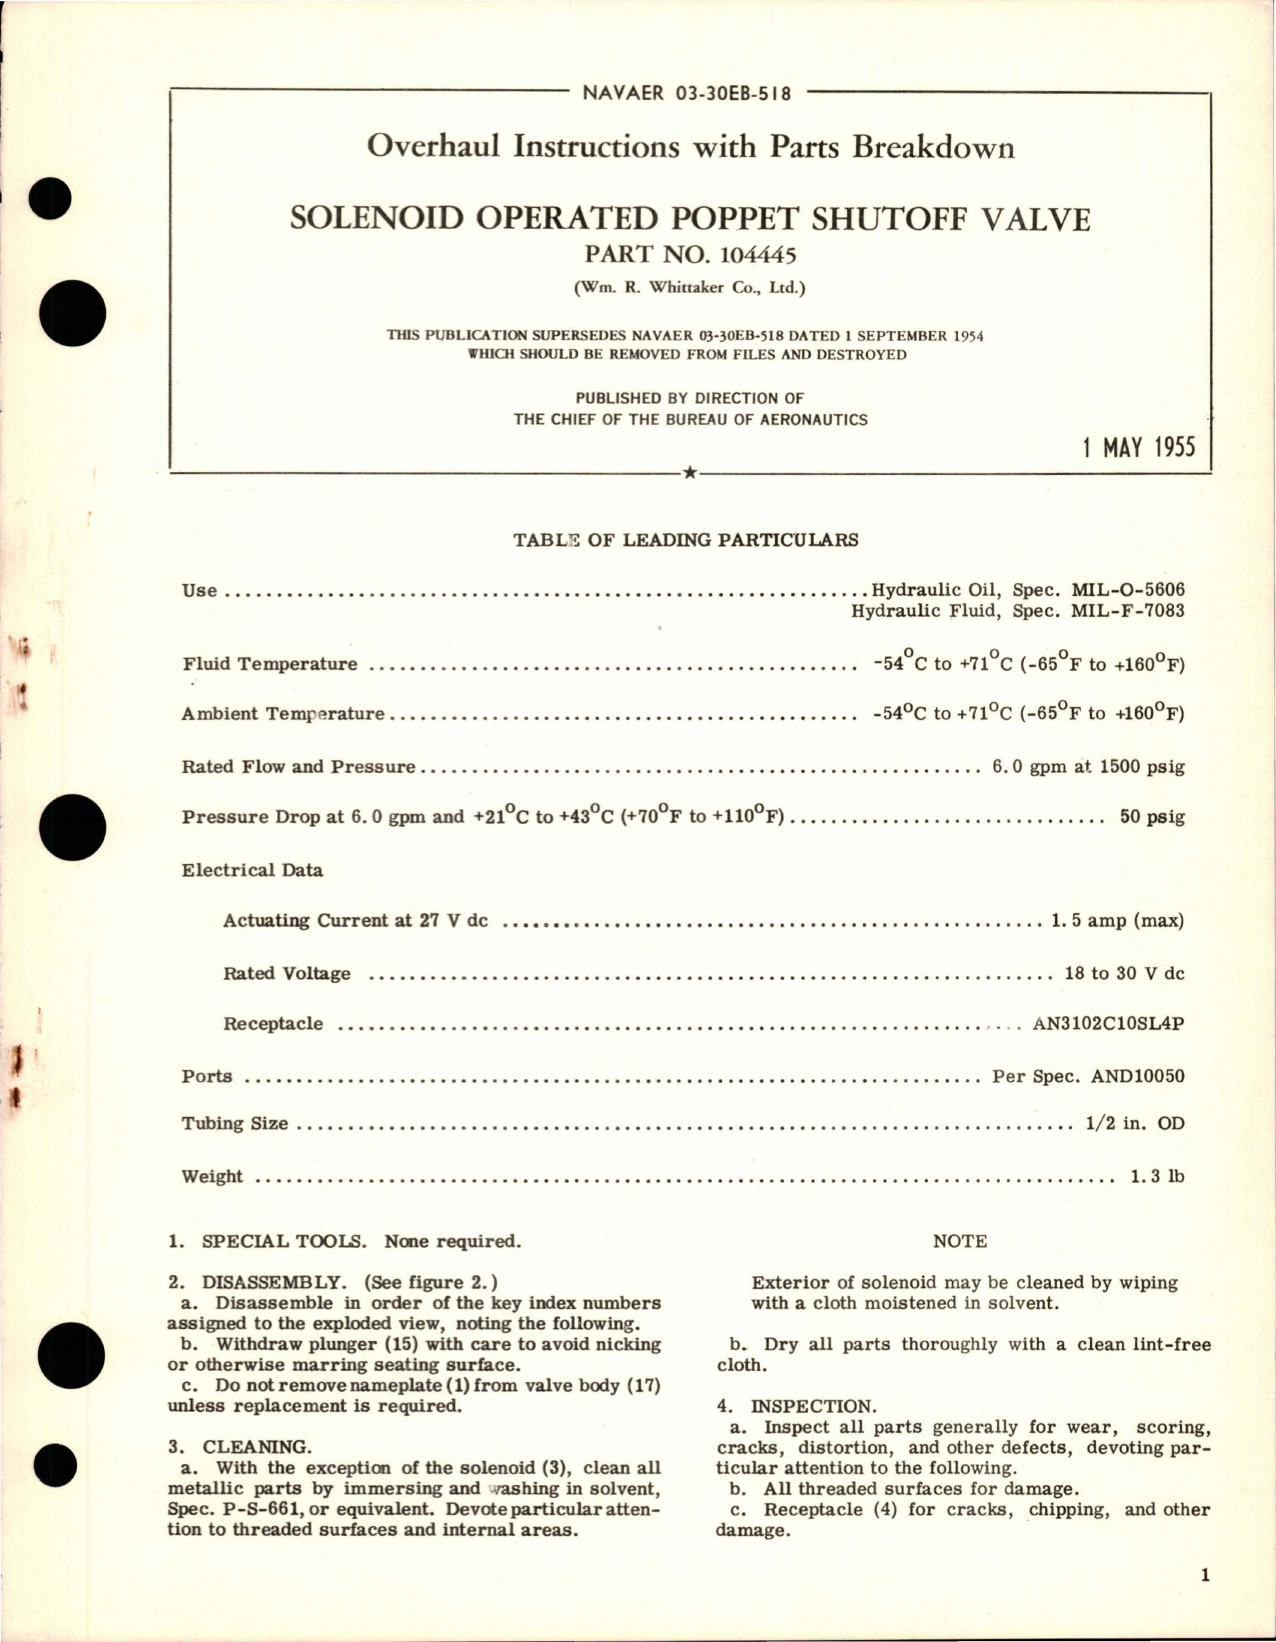 NAVAER 03-30EB-518
Overhaul Instructions with Parts Breakdown
SOLENOID OPERATED POPPET SHUTOFF VALVE
PART NO. 104445
(Wm. R. Whittaker Co., Ltd.)
THIS PUBLICATION SUPERSEDES NAVAER 03-30EB-518 DATED 1 SEPTEMBER 1954
WHICH SHOULD BE REMOVED FROM FILES AND DESTROYED
PUBLISHED BY DIRECTION OF
THE CHIEF OF THE BUREAU OF AERONAUTICS
1 MAY 1955
TABLE OF LEADING PARTICULARS
Use ........ Hydraulic Oil, Spec. MIL-O-5606
Hydraulic Fluid, Spec. MIL-F-7083
Fluid Temperature ........ -54°C to +71°C (-65°F to +160°F)
Ambient Temperature ........ -54°C to +71°C (-65°F to +160°F)
Rated Flow and Pressure ........ 6.0 gpm at 1500 psig
Pressure Drop at 6.0 gpm and +21°C to +43°C (+70°F to +110°F) ........ 50 psig
Electrical Data
Actuating Current at 27 V dc ........ 1.5 amp (max)
Rated Voltage ........ 18 to 30 V dc
Receptacle ........ AN3102C10SL4P
Ports ........ Per Spec. AND10050
Tubing Size ........ 1/2 in. OD
Weight ........ 1.3 lb
1. SPECIAL TOOLS. None required.
2. DISASSEMBLY. (See figure 2.)
a. Disassemble in order of the key index numbers
assigned to the exploded view, noting the following.
b. Withdraw plunger (15) with care to avoid nicking
or otherwise marring seating surface.
c. Do not remove nameplate (1) from valve body (17)
unless replacement is required.
3. CLEANING.
a. With the exception of the solenoid (3), clean all
metallic parts by immersing and washing in solvent,
Spec. P-S-661, or equivalent. Devote particular atten-
tion to threaded surfaces and internal areas.
NOTE
Exterior of solenoid may be cleaned by wiping
with a cloth moistened in solvent.
b. Dry all parts thoroughly with a clean lint-free
cloth.
4. INSPECTION.
a. Inspect all parts generally for wear, scoring,
cracks, distortion, and other defects, devoting par-
ticular attention to the following.
b. All threaded surfaces for damage.
c. Receptacle (4) for cracks, chipping, and other
damage.
1